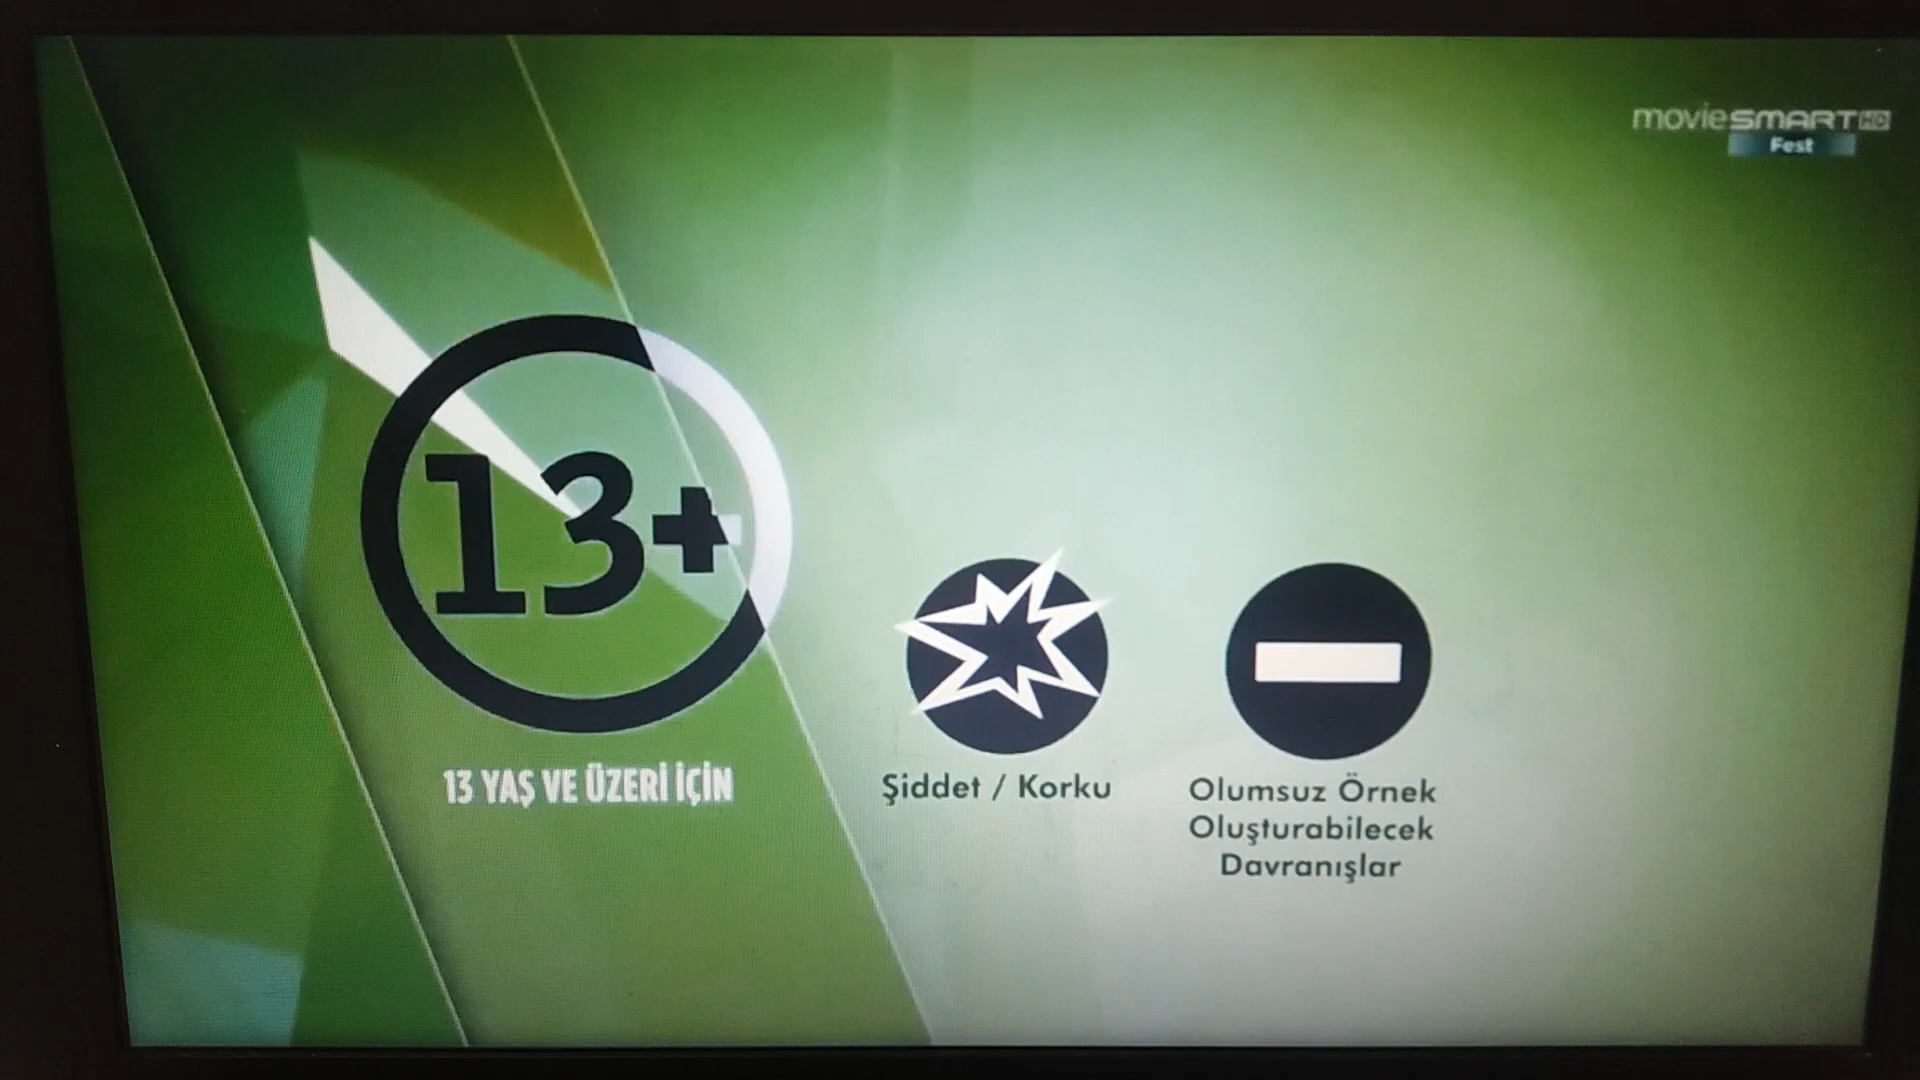 movieSMART HD
Fest
13+
13 YAŞ VE ÜZERİ İÇİN
Şiddet / Korku
Olumsuz Örnek
Oluşturabilecek
Davranışlar